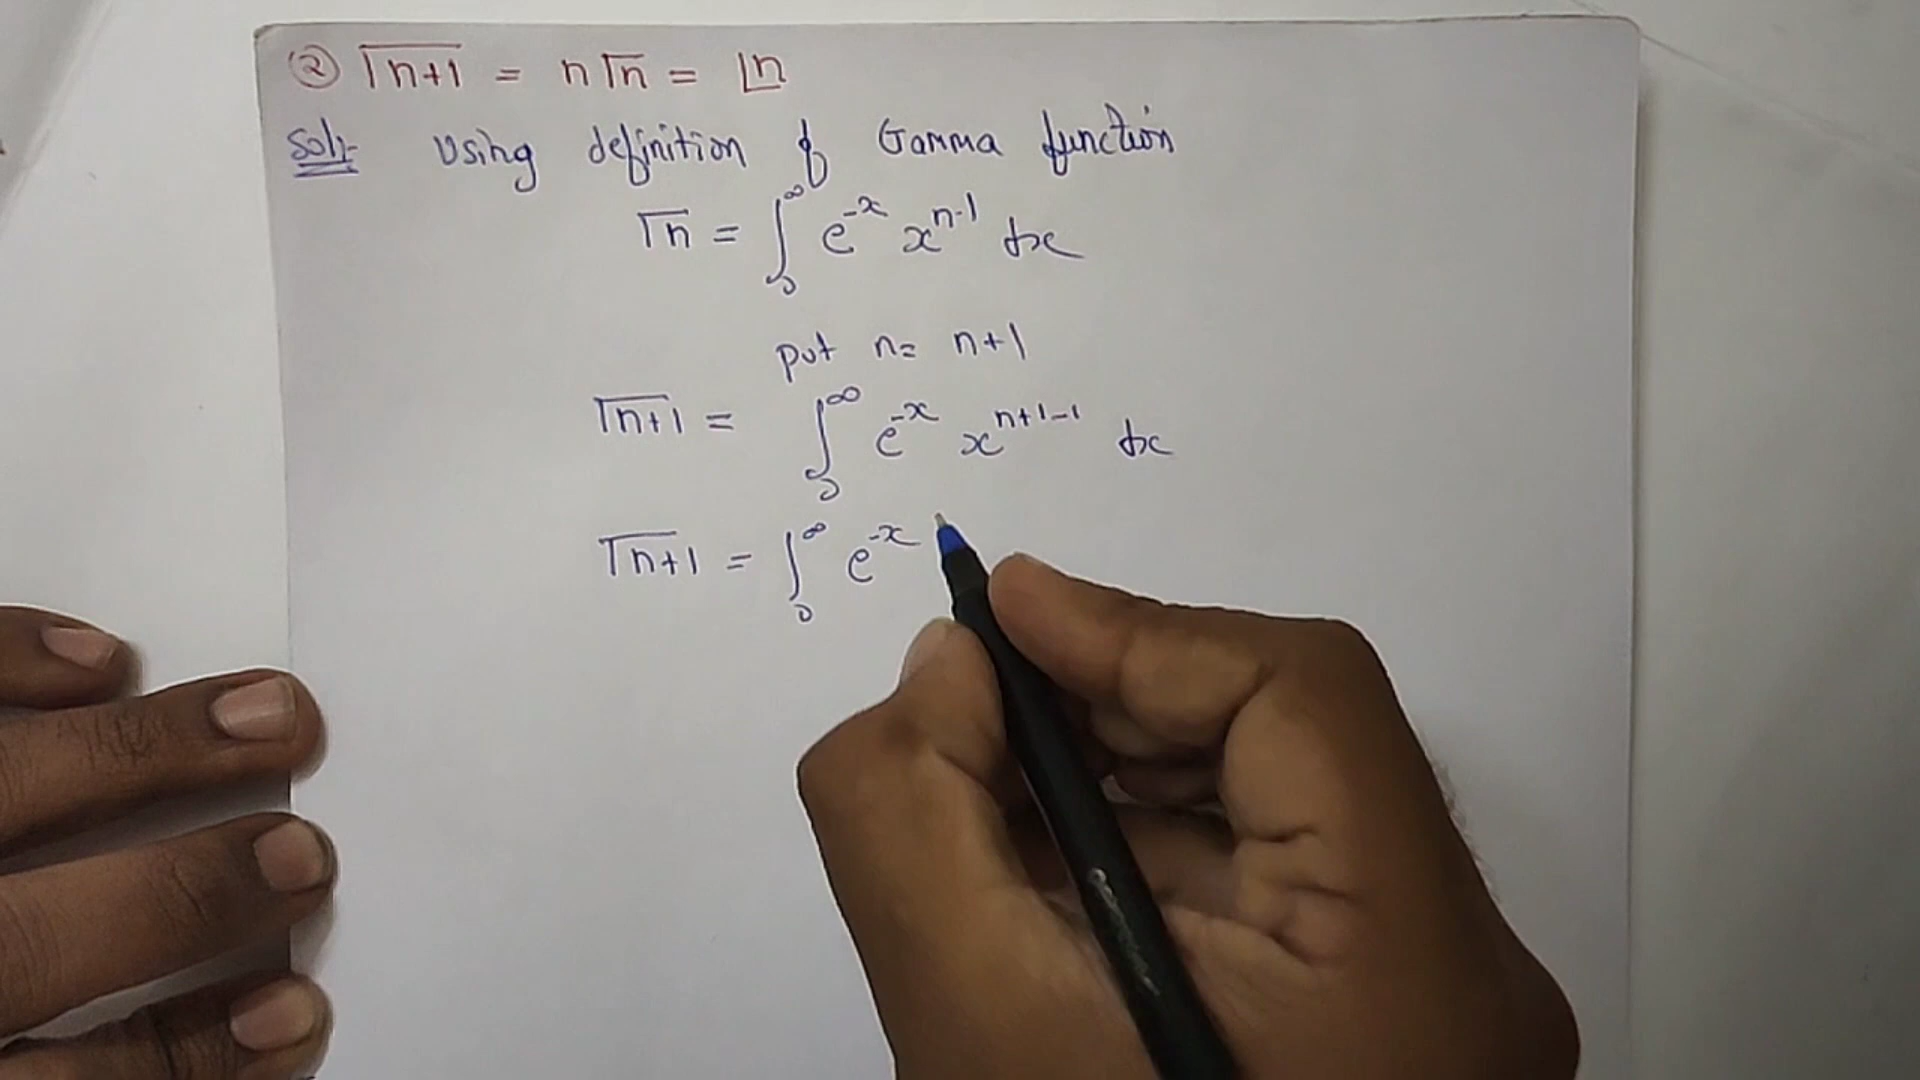 ② Γn+1 = nΓn = ⌊n
Sol:- Using definition of Gamma function
Γn = ∫₀^∞ e^-x x^n-1 dx
put n= n+1
Γn+1 = ∫₀^∞ e^-x x^n+1-1 dx
Γn+1 = ∫₀^∞ e^-x